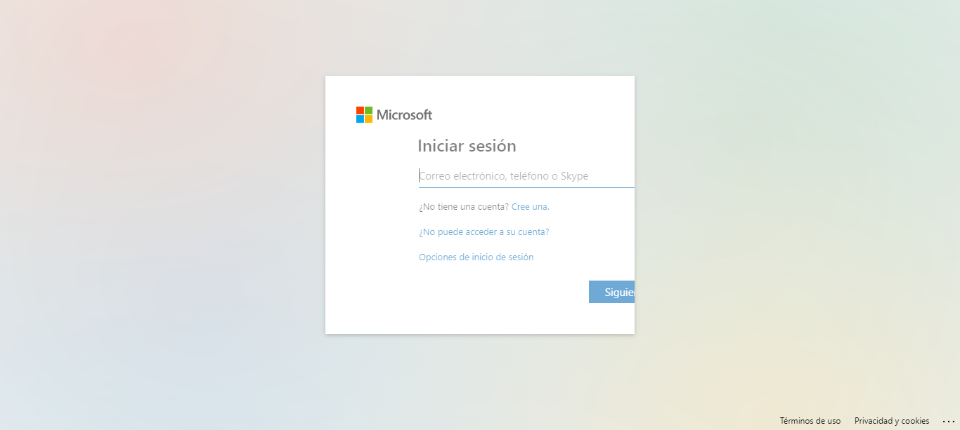 Microsoft
Iniciar sesión
Correo electrónico, teléfono o Skype
¿No tiene una cuenta? Cree una.
¿No puede acceder a su cuenta?
Opciones de inicio de sesión
Siguie
Términos de uso Privacidad y cookies ...